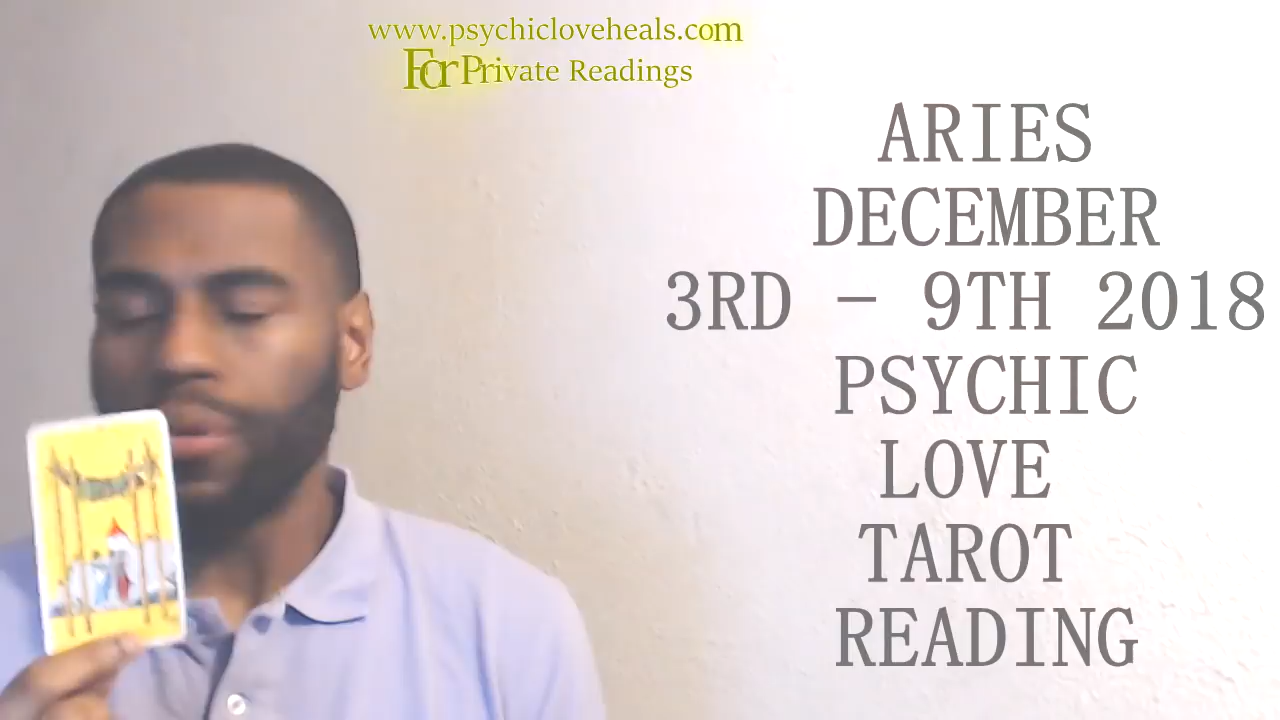 www.psychicloveheals.com
For Private Readings
ARIES
DECEMBER
3RD - 9TH 2018
PSYCHIC
LOVE
TAROT
READING